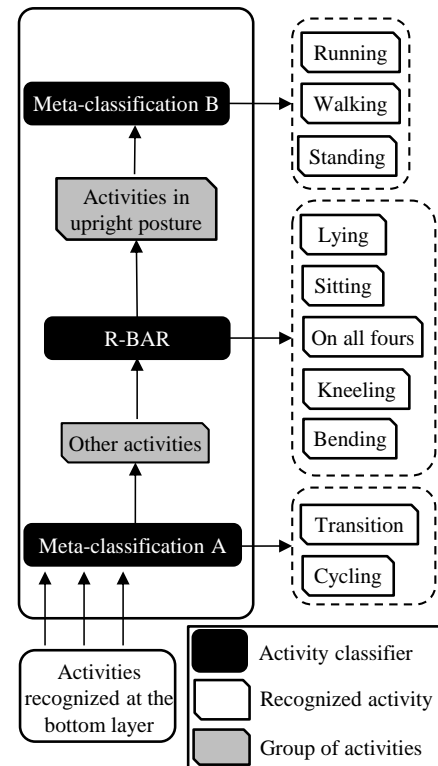 Running
Meta-classification B
Walking
Standing
Activities in
upright posture
Lying
Sitting
R-BAR
On all fours
Kneeling
Other activities
Bending
Transition
Meta-classification A
Cycling
Activities
recognized at the
bottom layer
Activity classifier
Recognized activity
Group of activities